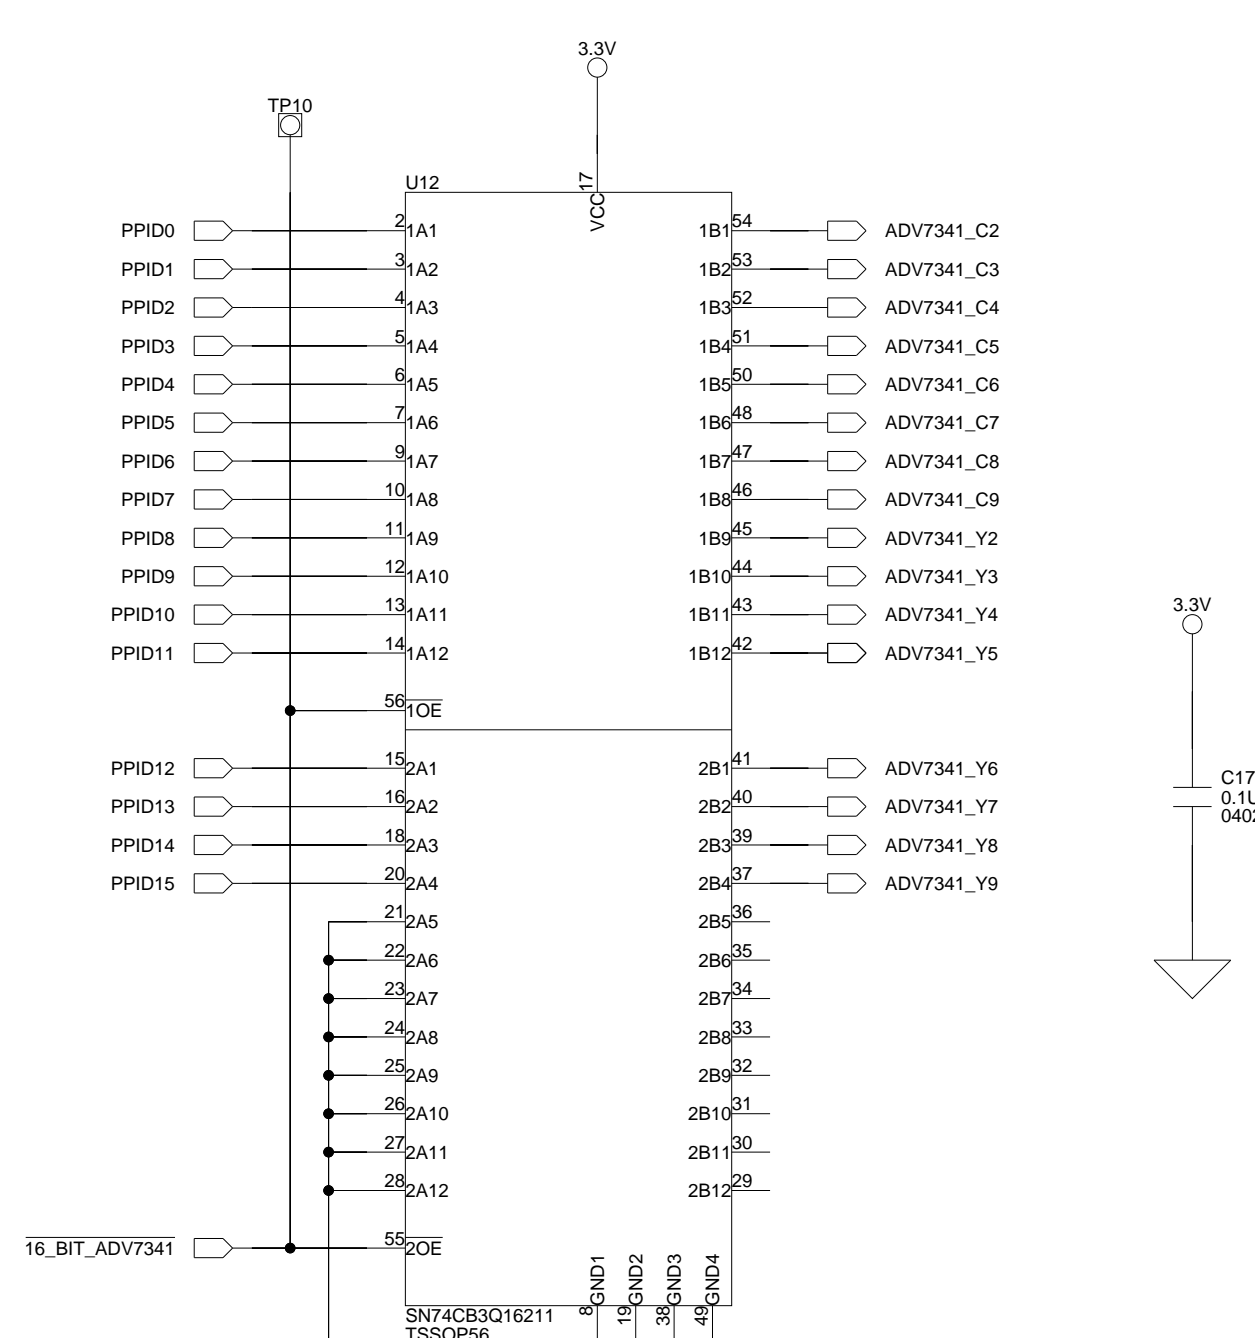 3.3V
TP10
U12
17
VCC
PPID0 2 1A1 1B1 54 ADV7341_C2
PPID1 3 1A2 1B2 53 ADV7341_C3
PPID2 4 1A3 1B3 52 ADV7341_C4
PPID3 5 1A4 1B4 51 ADV7341_C5
PPID4 6 1A5 1B5 50 ADV7341_C6
PPID5 7 1A6 1B6 48 ADV7341_C7
PPID6 9 1A7 1B7 47 ADV7341_C8
PPID7 10 1A8 1B8 46 ADV7341_C9
PPID8 11 1A9 1B9 45 ADV7341_Y2
PPID9 12 1A10 1B10 44 ADV7341_Y3
PPID10 13 1A11 1B11 43 ADV7341_Y4
3.3V
PPID11 14 1A12 1B12 42 ADV7341_Y5
56 1OE
PPID12 15 2A1 2B1 41 ADV7341_Y6
C17
0.1U
0402
PPID13 16 2A2 2B2 40 ADV7341_Y7
PPID14 18 2A3 2B3 39 ADV7341_Y8
PPID15 20 2A4 2B4 37 ADV7341_Y9
21 2A5 2B5 36
22 2A6 2B6 35
23 2A7 2B7 34
24 2A8 2B8 33
25 2A9 2B9 32
26 2A10 2B10 31
27 2A11 2B11 30
28 2A12 2B12 29
16_BIT_ADV7341 55 2OE
GND1 GND2 GND3 GND4
8 19 38 49
SN74CB3Q16211
TSSOP56